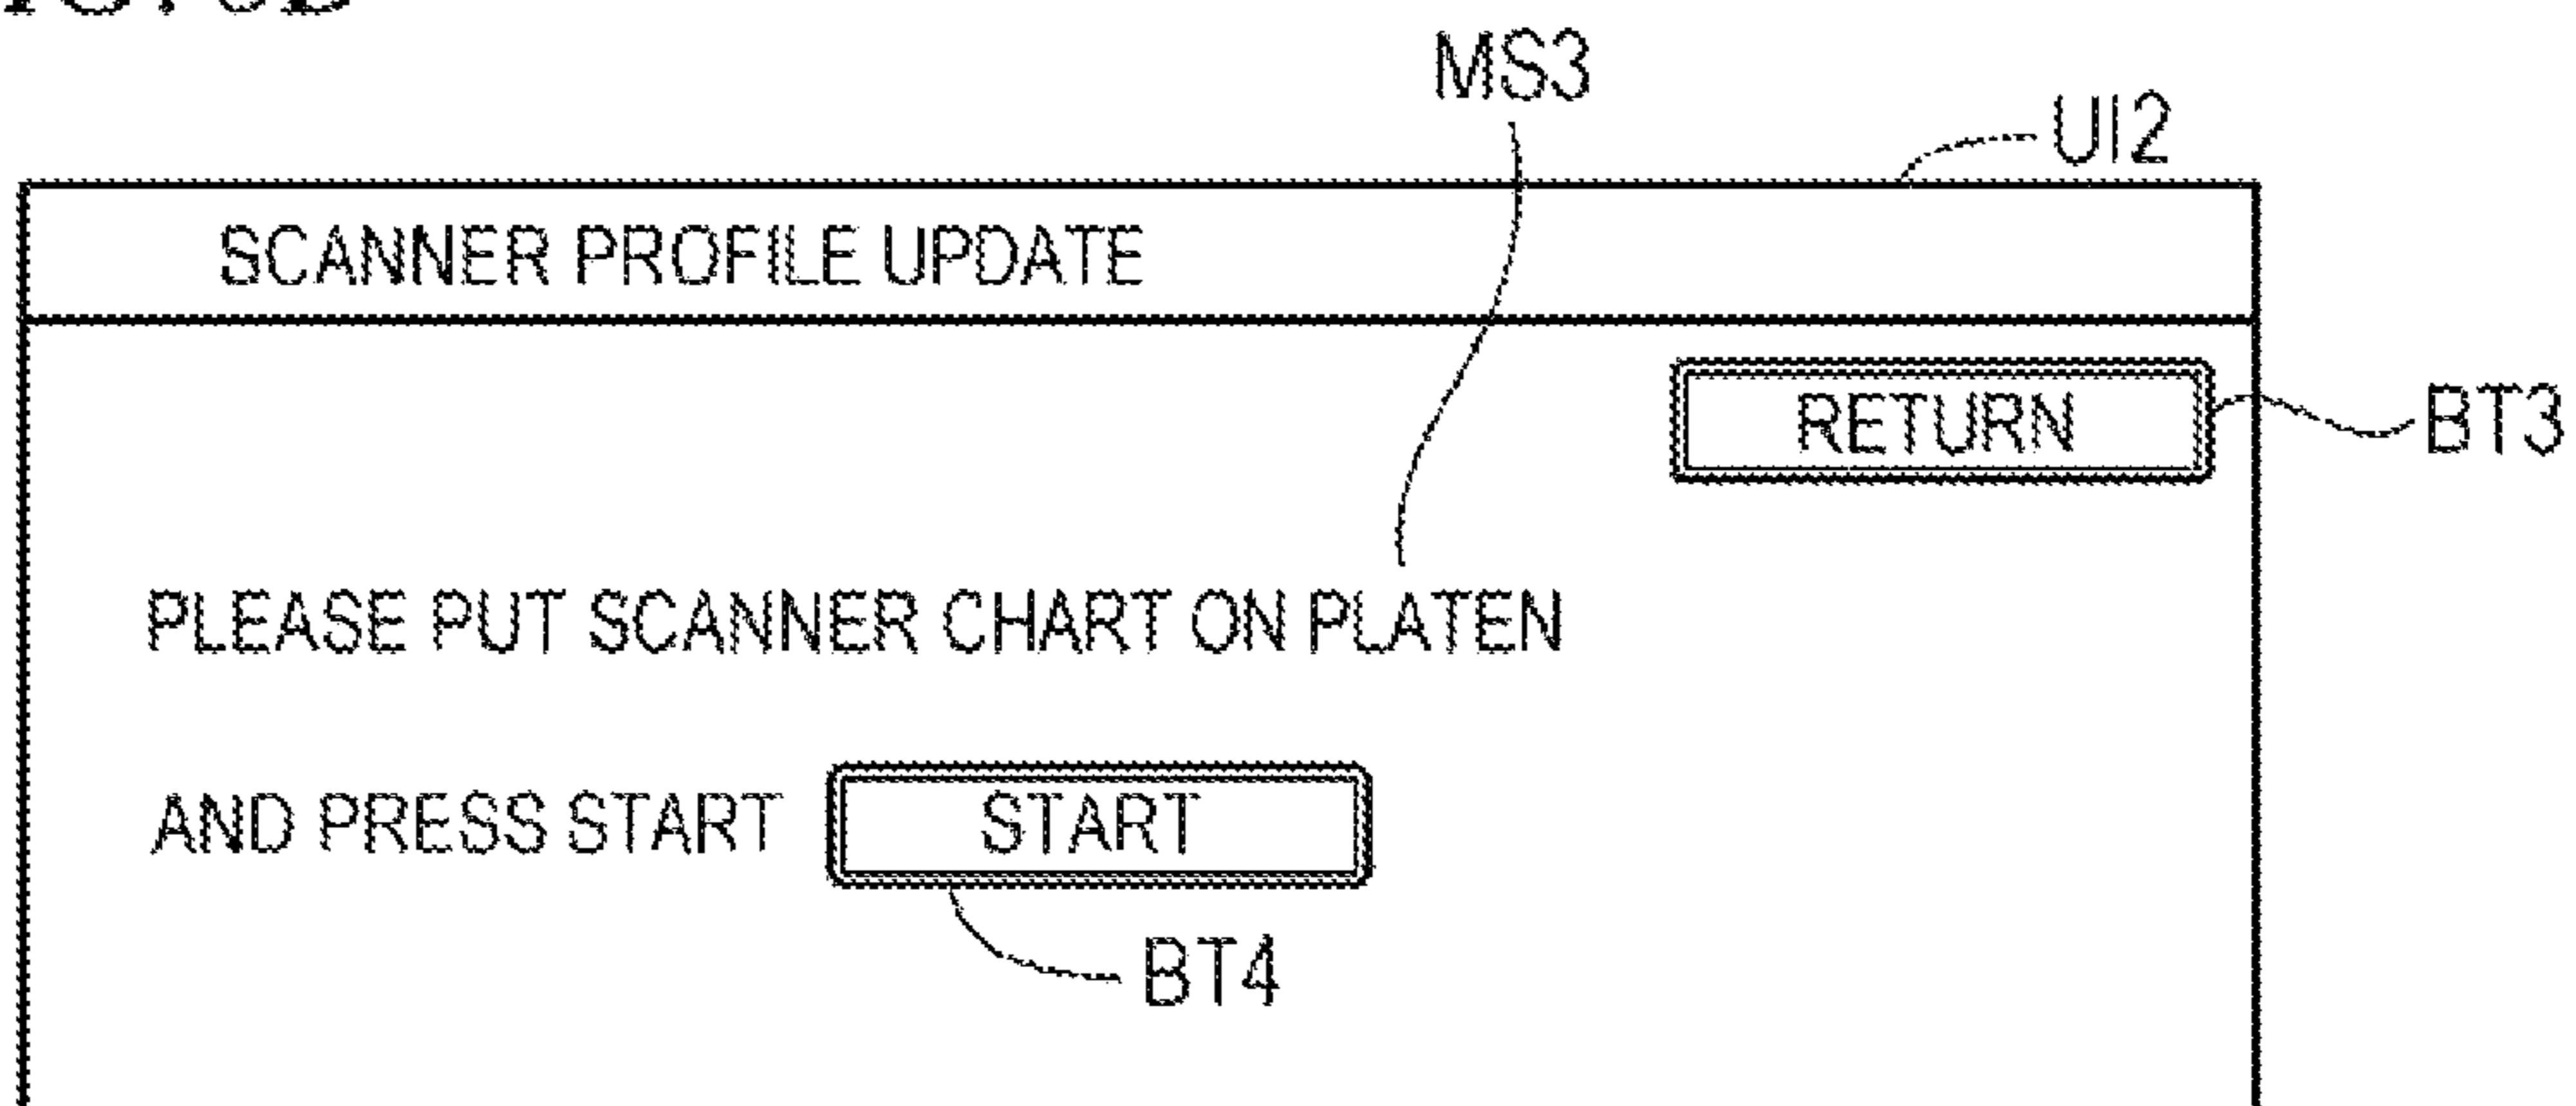 MS3
UI2
SCANNER PROFILE UPDATE
RETURN BT3
PLEASE PUT SCANNER CHART ON PLATEN
AND PRESS START START
BT4